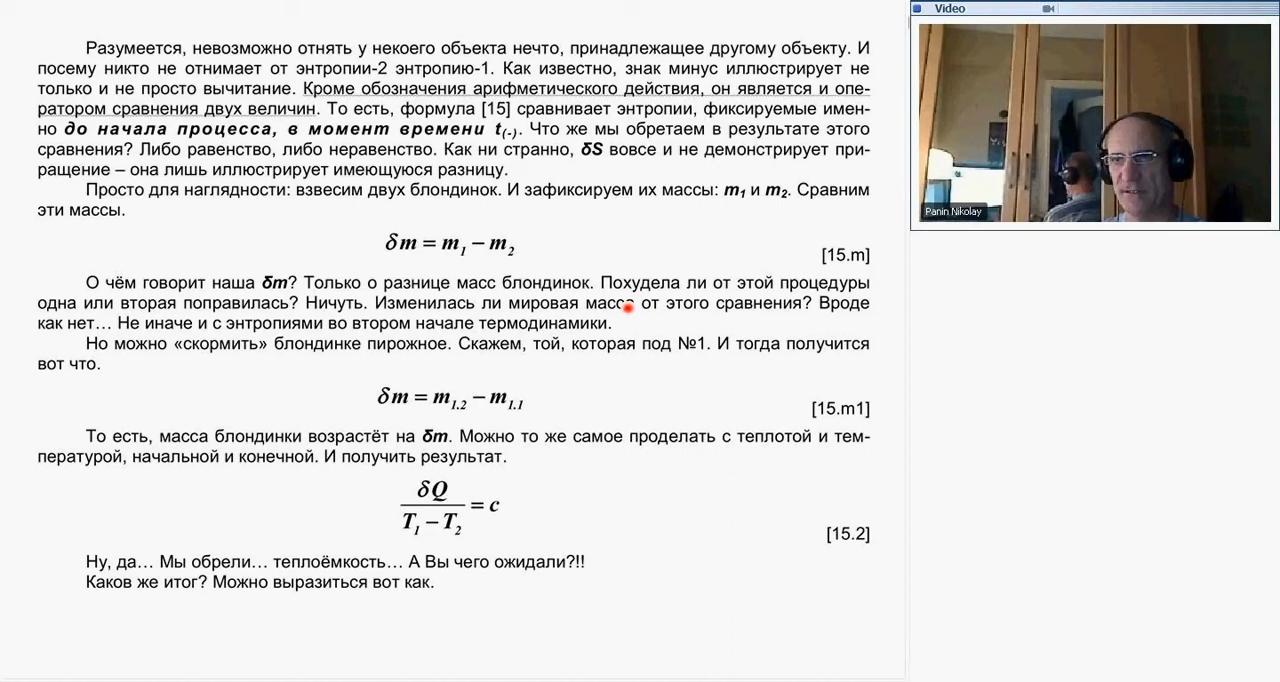 Разумеется, невозможно отнять у некоего объекта нечто, принадлежащее другому объекту. И
посему никто не отнимает от энтропии-2 энтропию-1. Как известно, знак минус иллюстрирует не
только и не просто вычитание. Кроме обозначения арифметического действия, он является и опе-
ратором сравнения двух величин. То есть, формула [15] сравнивает энтропии, фиксируемые имен-
но до начала процесса, в момент времени t(-). Что же мы обретаем в результате этого
сравнения? Либо равенство, либо неравенство. Как ни странно, δS вовсе и не демонстрирует при-
ращение – она лишь иллюстрирует имеющуюся разницу.
Просто для наглядности: взвесим двух блондинок. И зафиксируем их массы: m1 и m2. Сравним
эти массы.
δm = m1 − m2
[15.m]
О чём говорит наша δm? Только о разнице масс блондинок. Похудела ли от этой процедуры
одна или вторая поправилась? Ничуть. Изменилась ли мировая масса от этого сравнения? Вроде
как нет… Не иначе и с энтропиями во втором начале термодинамики.
Но можно «скормить» блондинке пирожное. Скажем, той, которая под №1. И тогда получится
вот что.
δm = m1.2 − m1.1
[15.m1]
То есть, масса блондинки возрастёт на δm. Можно то же самое проделать с теплотой и тем-
пературой, начальной и конечной. И получить результат.
δQ
T1 − T2
= c
[15.2]
Ну, да… Мы обрели… теплоёмкость… А Вы чего ожидали?!!
Каков же итог? Можно выразиться вот как.
Video
Panin Nikolay